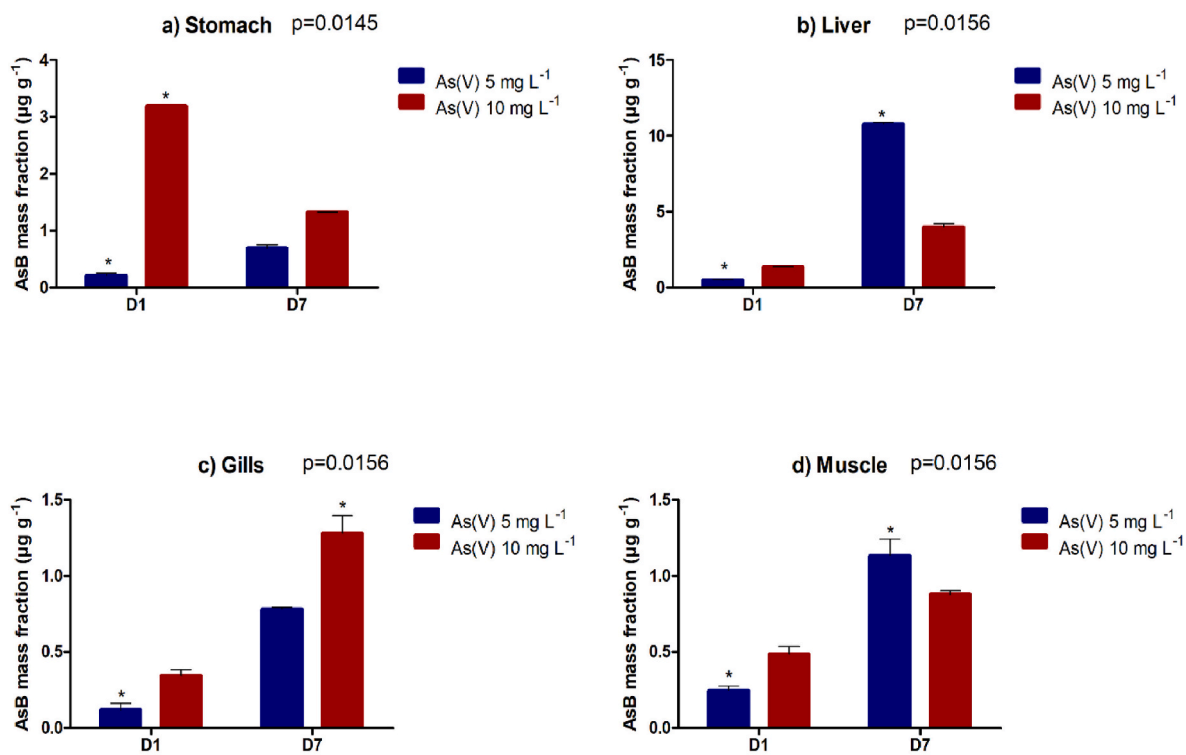 a) Stomach p=0.0145
AsB mass fraction (µg g⁻¹)
4
3
2
1
0
*
*
D1 D7
As(V) 5 mg L⁻¹
As(V) 10 mg L⁻¹
b) Liver p=0.0156
AsB mass fraction (µg g⁻¹)
15
10
5
0
*
*
D1 D7
As(V) 5 mg L⁻¹
As(V) 10 mg L⁻¹
c) Gills p=0.0156
AsB mass fraction (µg g⁻¹)
1.5
1.0
0.5
0.0
*
*
D1 D7
As(V) 5 mg L⁻¹
As(V) 10 mg L⁻¹
d) Muscle p=0.0156
AsB mass fraction (µg g⁻¹)
1.5
1.0
0.5
0.0
*
*
D1 D7
As(V) 5 mg L⁻¹
As(V) 10 mg L⁻¹